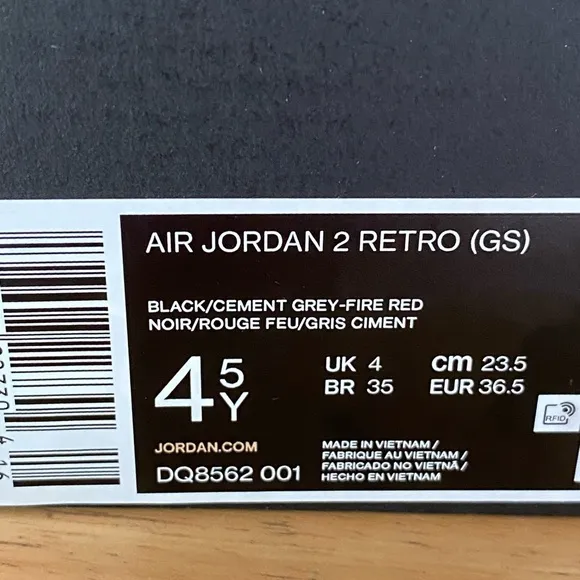 AIR JORDAN 2 RETRO (GS)
BLACK/CEMENT GREY-FIRE RED
NOIR/ROUGE FEU/GRIS CIMENT
4 5Y
UK 4 cm 23.5
BR 35 EUR 36.5
RFID
JORDAN.COM
DQ8562 001
MADE IN VIETNAM /
FABRIQUE AU VIETNAM /
FABRICADO NO VIETNÃ /
HECHO EN VIETNAM